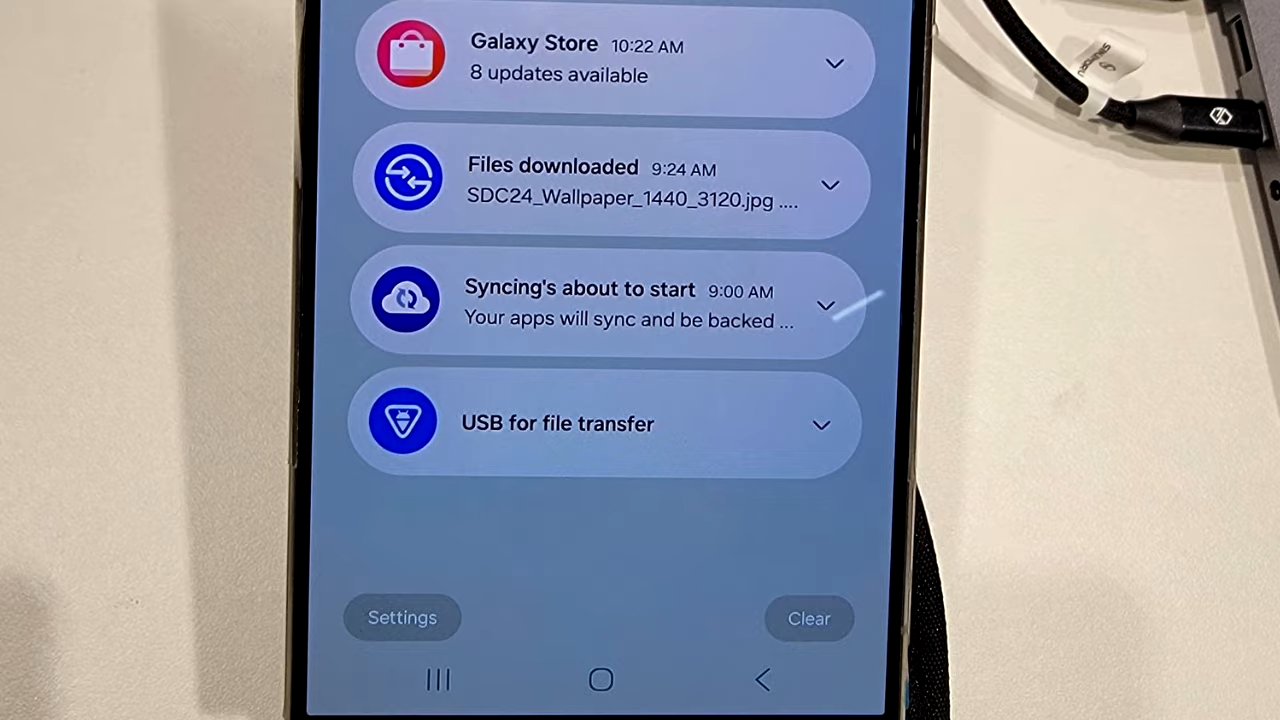 Galaxy Store 10:22 AM
8 updates available
Files downloaded 9:24 AM
SDC24_Wallpaper_1440_3120.jpg ....
Syncing's about to start 9:00 AM
Your apps will sync and be backed ...
USB for file transfer
Settings
Clear